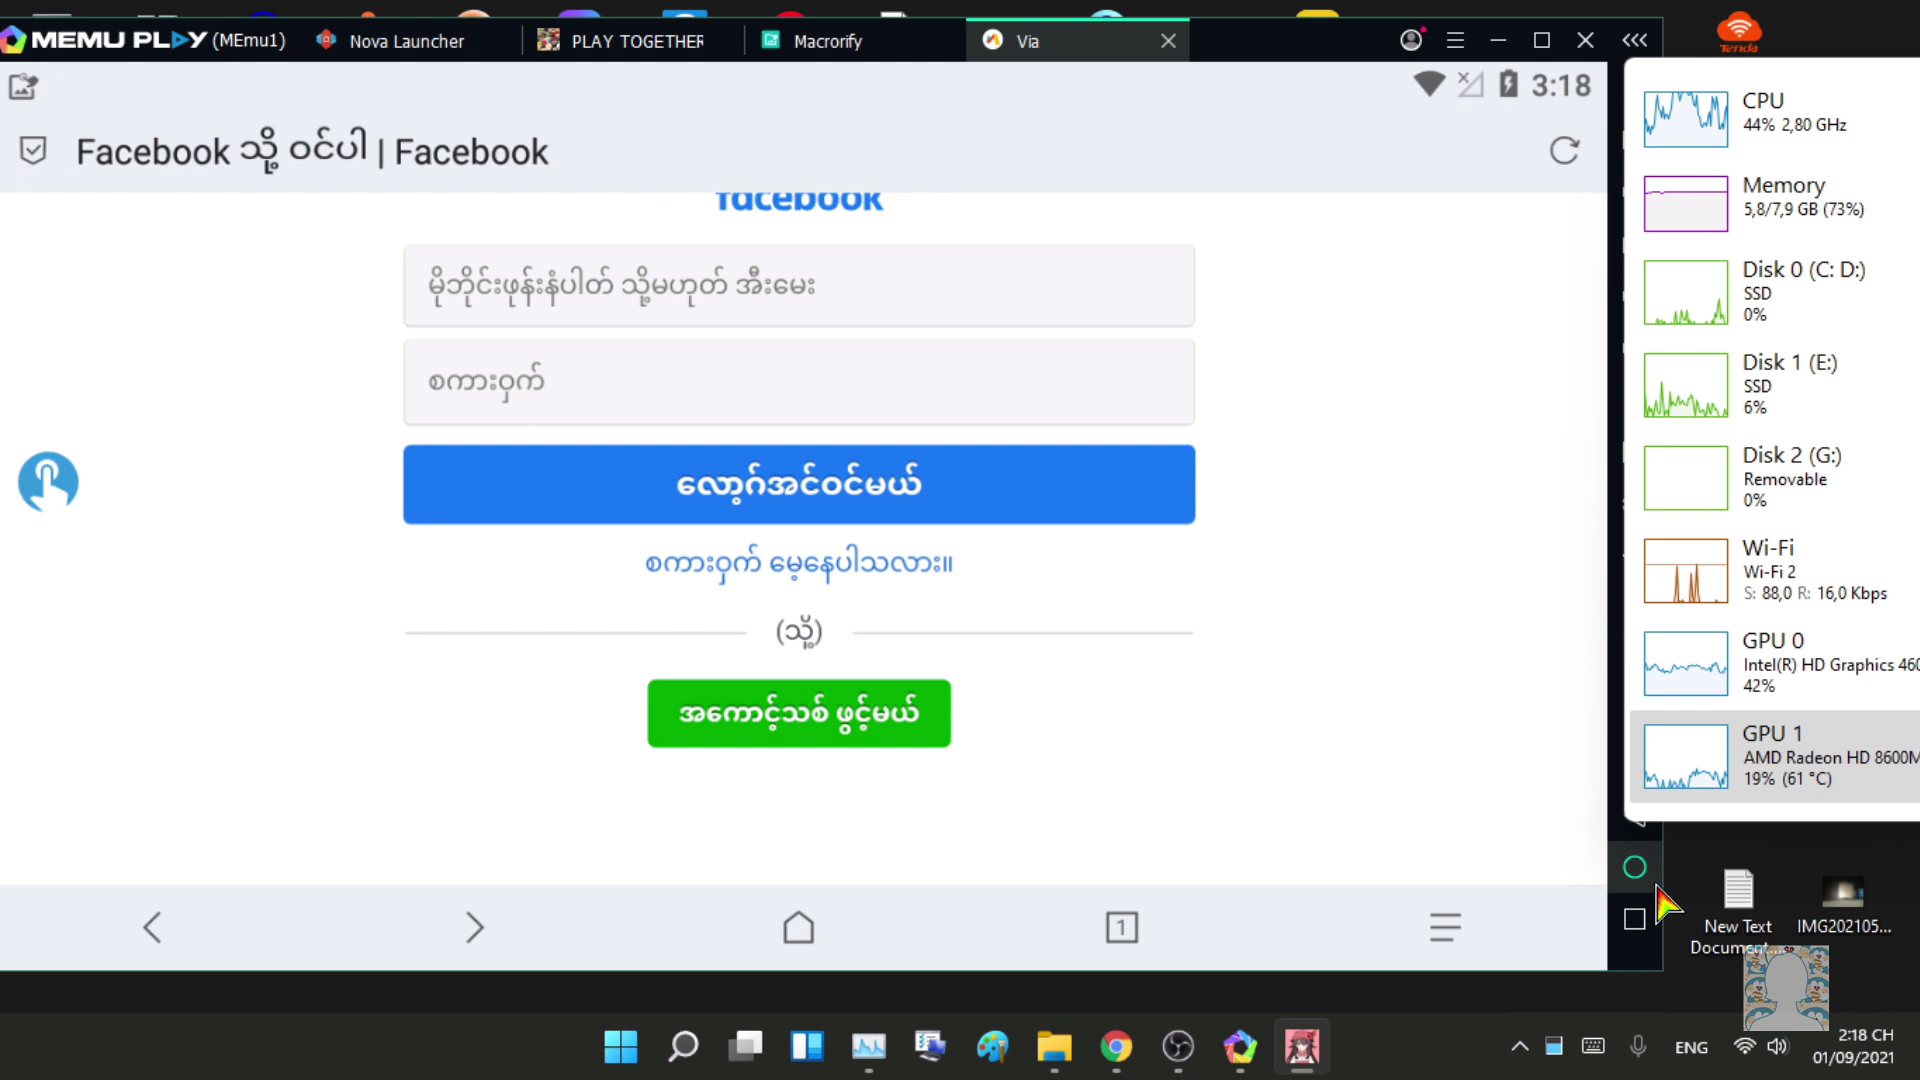 MEMU PLAY (MEmu1)
Nova Launcher
PLAY TOGETHER
Macrorify
Via
Tenda
3:18
Facebook သို့ ဝင်ပါ | Facebook
facebook
မိုဘိုင်းဖုန်းနံပါတ် သို့မဟုတ် အီးမေး
စကားဝှက်
လော့ဂ်အင်ဝင်မယ်
စကားဝှက် မေ့နေပါသလား။
(သို့)
အကောင့်သစ် ဖွင့်မယ်
1
CPU
44% 2,80 GHz
Memory
5,8/7,9 GB (73%)
Disk 0 (C: D:)
SSD
0%
Disk 1 (E:)
SSD
6%
Disk 2 (G:)
Removable
0%
Wi-Fi
Wi-Fi 2
S: 88,0 R: 16,0 Kbps
GPU 0
Intel(R) HD Graphics 460
42%
GPU 1
AMD Radeon HD 8600M
19% (61 °C)
New Text
Document...
IMG202105...
ENG
2:18 CH
01/09/2021